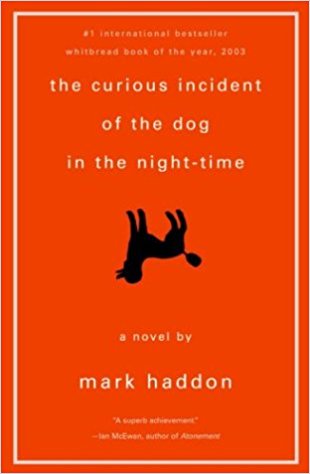 #1 international bestseller
whitbread book of the year, 2003
the curious incident
of the dog
in the night-time
a novel by
mark haddon
"A superb achievement."
—Ian McEwan, author of Atonement